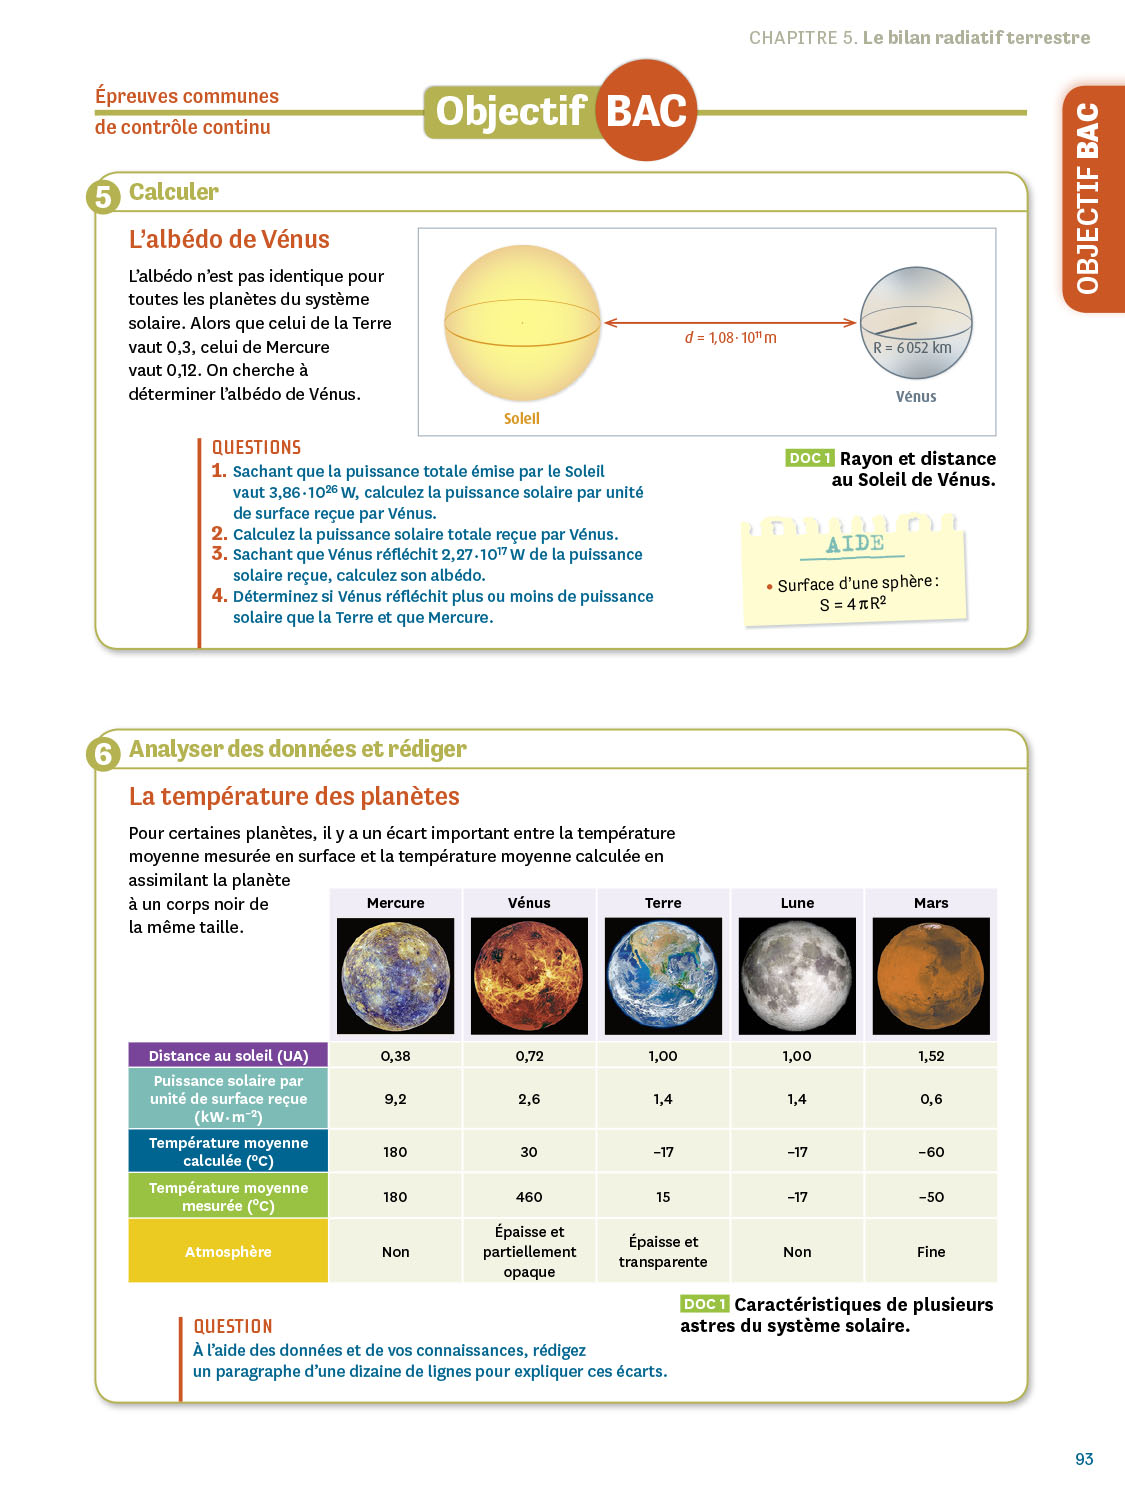 CHAPITRE 5. Le bilan radiatif terrestre
Épreuves communes
de contrôle continu
Objectif BAC
OBJECTIF BAC
5 Calculer
L'albédo de Vénus
L'albédo n'est pas identique pour
toutes les planètes du système
solaire. Alors que celui de la Terre
vaut 0,3, celui de Mercure
vaut 0,12. On cherche à
déterminer l'albédo de Vénus.
d = 1,08·10¹¹ m
R = 6 052 km
Vénus
Soleil
DOC 1 Rayon et distance
au Soleil de Vénus.
QUESTIONS
1. Sachant que la puissance totale émise par le Soleil
vaut 3,86·10²⁶ W, calculez la puissance solaire par unité
de surface reçue par Vénus.
2. Calculez la puissance solaire totale reçue par Vénus.
3. Sachant que Vénus réfléchit 2,27·10¹⁷ W de la puissance
solaire reçue, calculez son albédo.
4. Déterminez si Vénus réfléchit plus ou moins de puissance
solaire que la Terre et que Mercure.
AIDE
• Surface d'une sphère :
S = 4πR²
6 Analyser des données et rédiger
La température des planètes
Pour certaines planètes, il y a un écart important entre la température
moyenne mesurée en surface et la température moyenne calculée en
assimilant la planète
à un corps noir de
la même taille.
Mercure Vénus Terre Lune Mars
Distance au soleil (UA) 0,38 0,72 1,00 1,00 1,52
Puissance solaire par
unité de surface reçue
(kW·m⁻²)
9,2 2,6 1,4 1,4 0,6
Température moyenne
calculée (°C)
180 30 –17 –17 –60
Température moyenne
mesurée (°C)
180 460 15 –17 –50
Atmosphère
Non
Épaisse et
partiellement
opaque
Épaisse et
transparente
Non
Fine
DOC 1 Caractéristiques de plusieurs
astres du système solaire.
QUESTION
À l'aide des données et de vos connaissances, rédigez
un paragraphe d'une dizaine de lignes pour expliquer ces écarts.
93